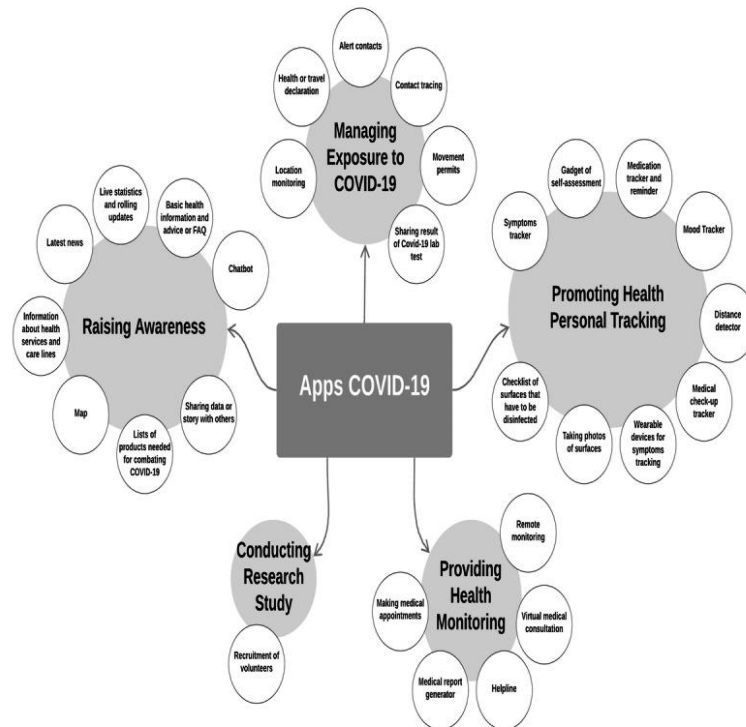 Alert contacts
Health or travel
declaration
Contact tracing
Managing
Exposure to
COVID-19
Location
monitoring
Movement
permits
Sharing result
of Covid-19 lab
test
Live statistics
and rolling
updates
Basic health
information and
advice or FAQ
Latest news
Chatbot
Raising Awareness
Information
about health
services and
care lines
Map
Lists of
products needed
for combating
COVID-19
Sharing data or
story with others
Gadget of
self-assessment
Medication
tracker and
reminder
Symptoms
tracker
Mood Tracker
Promoting Health
Personal Tracking
Distance
detector
Checklist of
surfaces that
have to be
disinfected
Medical
check-up
tracker
Taking photos
of surfaces
Wearable
devices for
symptoms
tracking
Apps COVID-19
Conducting
Research
Study
Recruitment of
volunteers
Remote
monitoring
Providing
Health
Monitoring
Making medical
appointments
Virtual medical
consultation
Medical report
generator
Helpline